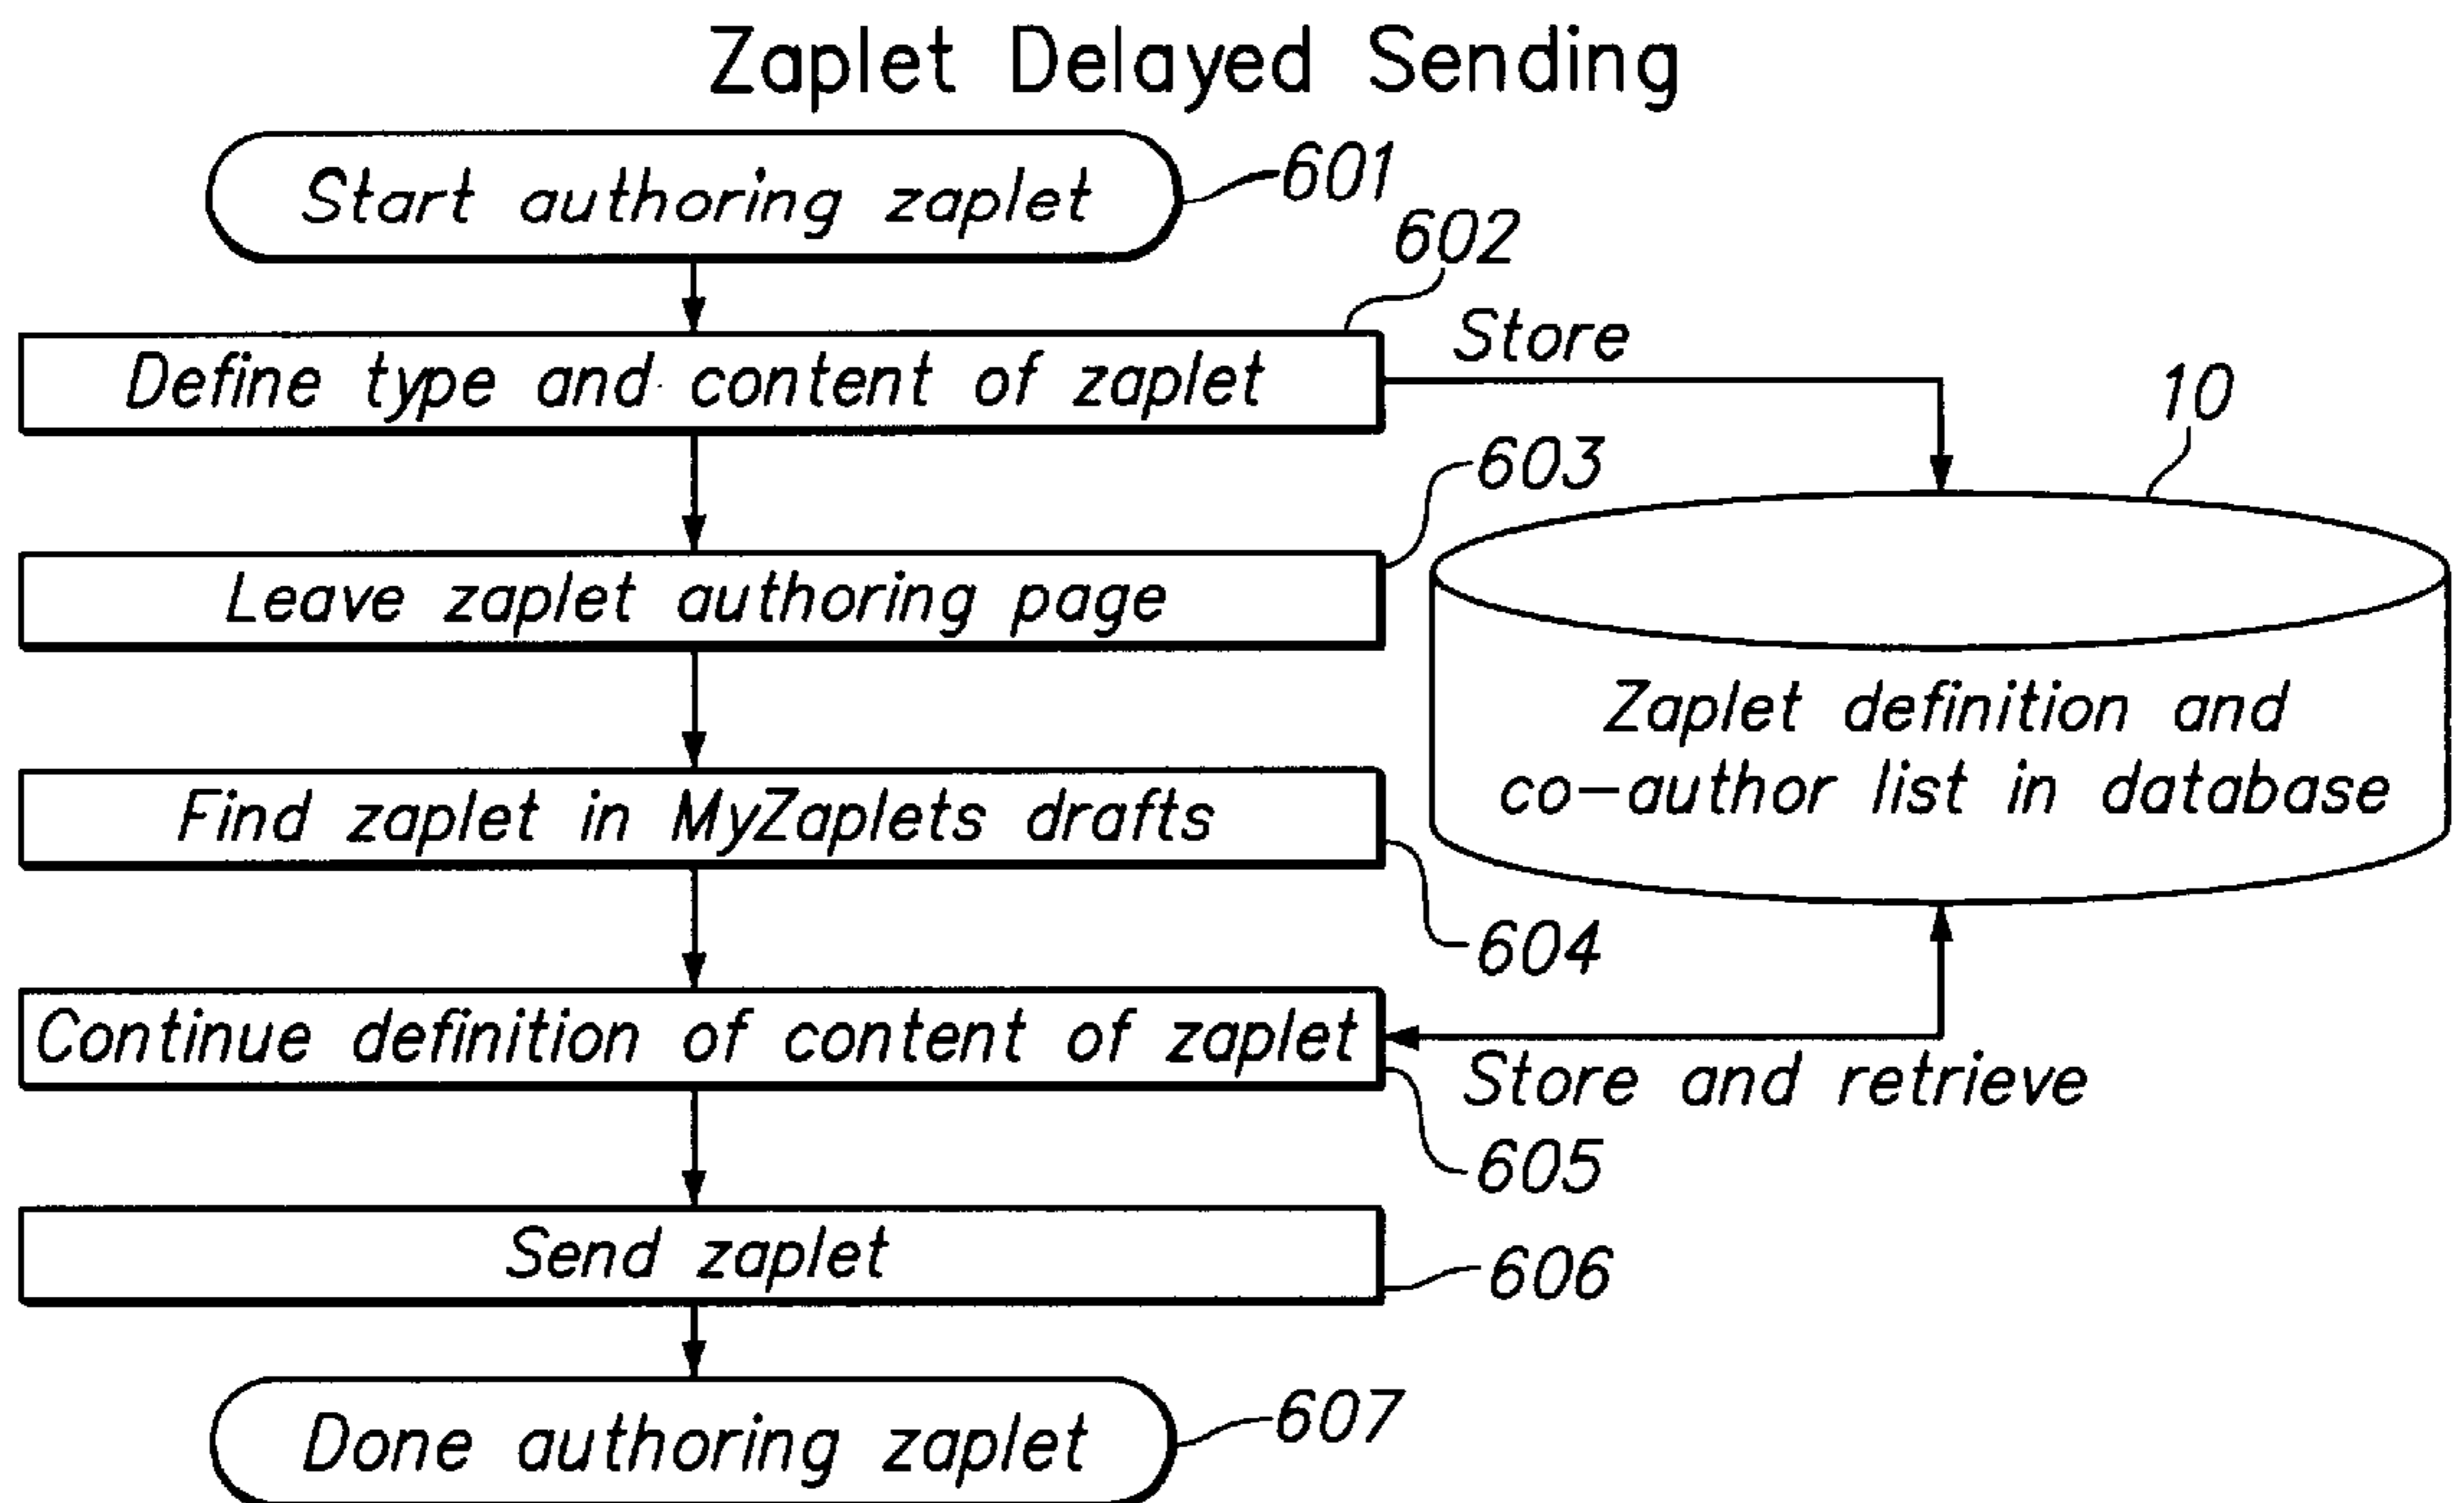 Zaplet Delayed Sending
Start authoring zaplet
601
602
Define type and content of zaplet
Store
10
603
Leave zaplet authoring page
Zaplet definition and
co-author list in database
Find zaplet in MyZaplets drafts
604
Continue definition of content of zaplet
Store and retrieve
605
Send zaplet
606
Done authoring zaplet
607